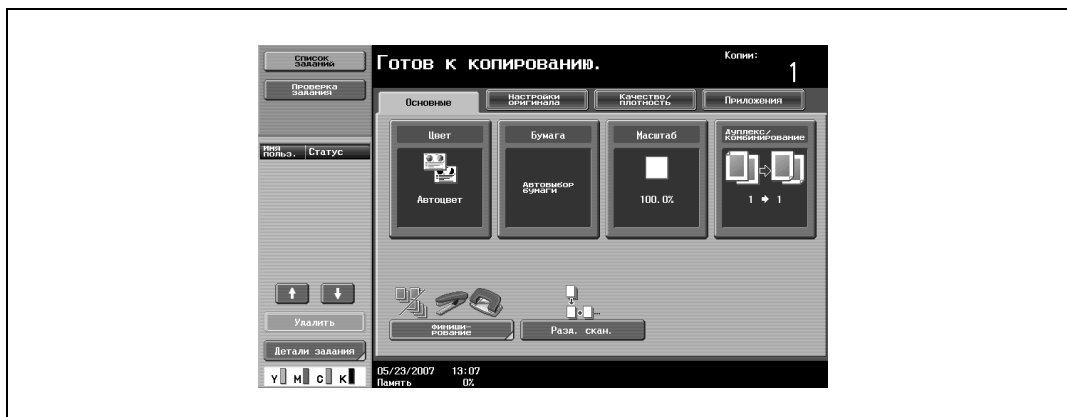 Список
заданий
Проверка
задания
Имя
польз.
Статус
Удалить
Детали задания
Y M C K
Готов к копированию.
Копии:
1
Основные
Настройки
оригинала
Качество/
плотность
Приложения
Цвет
Автоцвет
Бумага
Автовыбор
бумаги
Масштаб
100.0%
Дуплекс/
комбинирование
1 → 1
Финици-
рование
Разд. скан.
05/23/2007 13:07
Память 0%